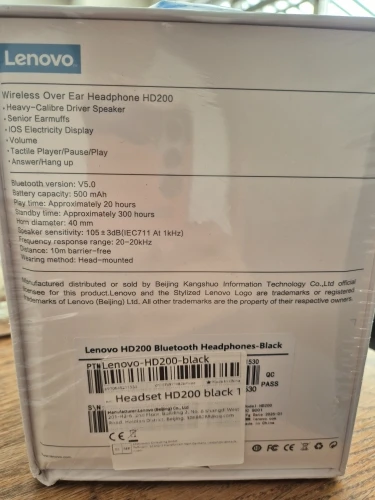 Lenovo
Wireless Over Ear Headphone HD200
• Heavy-Calibre Driver Speaker
• Senior Earmuffs
• IOS Electricity Display
• Volume
• Tactile Player/Pause/Play
• Answer/Hang up
Bluetooth version: V5.0
Battery capacity: 500 mAh
Play time: Approximately 20 hours
Standby time: Approximately 300 hours
Horn diameter: 40 mm
Speaker sensitivity: 105±3dB(IEC711 At 1kHz)
Frequency response range: 20-20kHz
Distance: 10m barrier-free
Wearing method: Head-mounted
Manufactured distributed or sold by Beijing Kangshuo Information Technology Co.,Ltd official
licensee for this product.Lenovo and the Stylized Lenovo Logo are trademarks or registered
trademarks of Lenovo (Beijing) Ltd. All other trademarks are the property of their respective owners.
Lenovo HD200 Bluetooth Headphones-Black
Lenovo-HD200-black
1530
QC
PASS
Headset HD200 black 1
S/N
HD200
CE